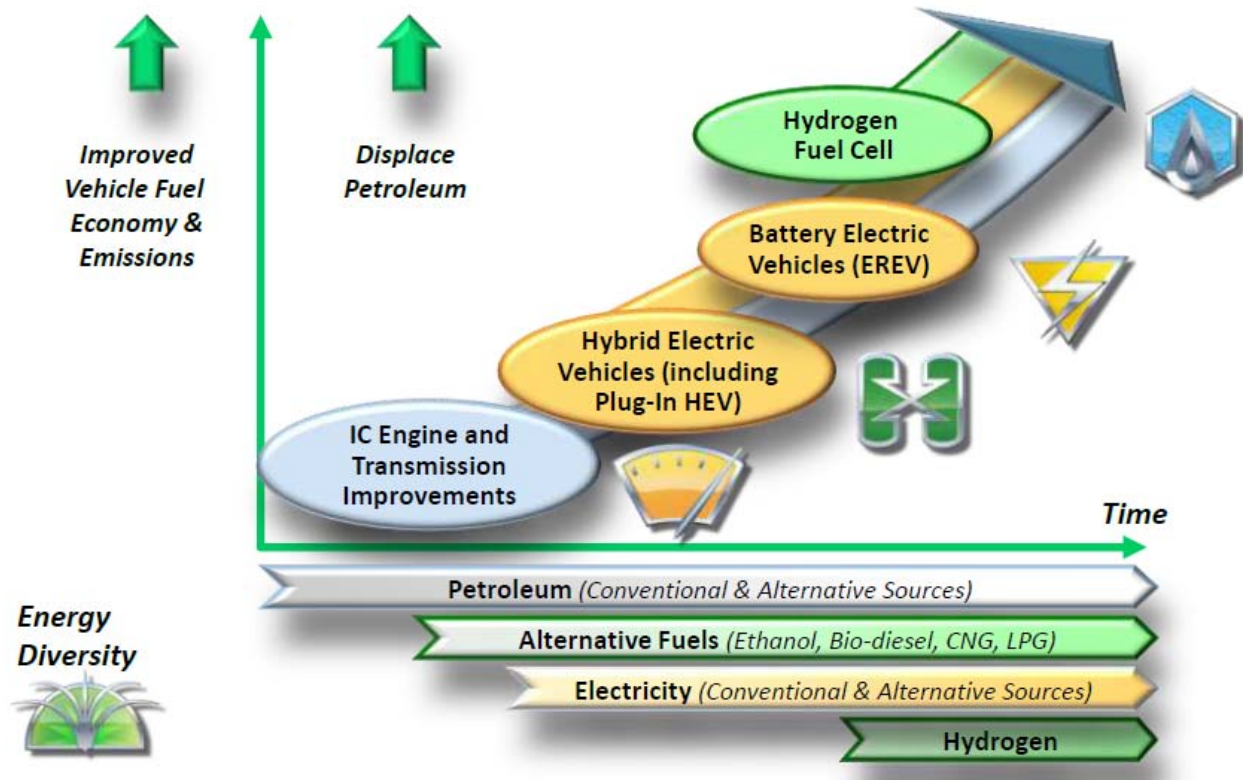 Improved
Vehicle Fuel
Economy &
Emissions
Displace
Petroleum
Hydrogen
Fuel Cell
Battery Electric
Vehicles (EREV)
Hybrid Electric
Vehicles (including
Plug-In HEV)
IC Engine and
Transmission
Improvements
Time
Petroleum (Conventional & Alternative Sources)
Energy
Diversity
Alternative Fuels (Ethanol, Bio-diesel, CNG, LPG)
Electricity (Conventional & Alternative Sources)
Hydrogen